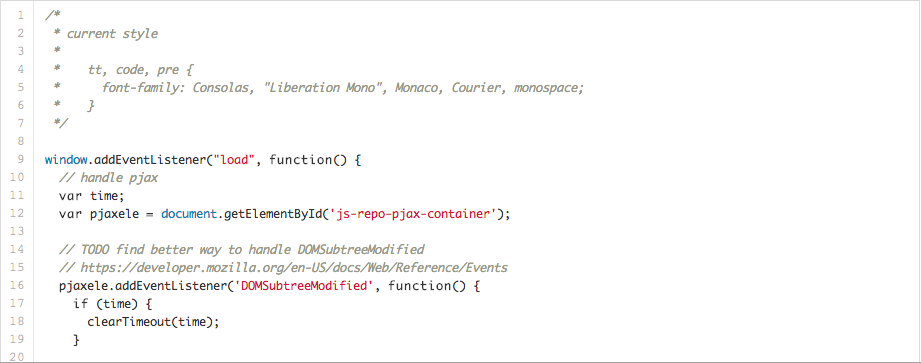 1 /*
2  * current style
3  *
4  *    tt, code, pre {
5  *      font-family: Consolas, "Liberation Mono", Monaco, Courier, monospace;
6  *    }
7  */
8
9 window.addEventListener("load", function() {
10   // handle pjax
11   var time;
12   var pjaxele = document.getElementById('js-repo-pjax-container');
13
14   // TODO find better way to handle DOMSubtreeModified
15   // https://developer.mozilla.org/en-US/docs/Web/Reference/Events
16   pjaxele.addEventListener('DOMSubtreeModified', function() {
17     if (time) {
18       clearTimeout(time);
19     }
20